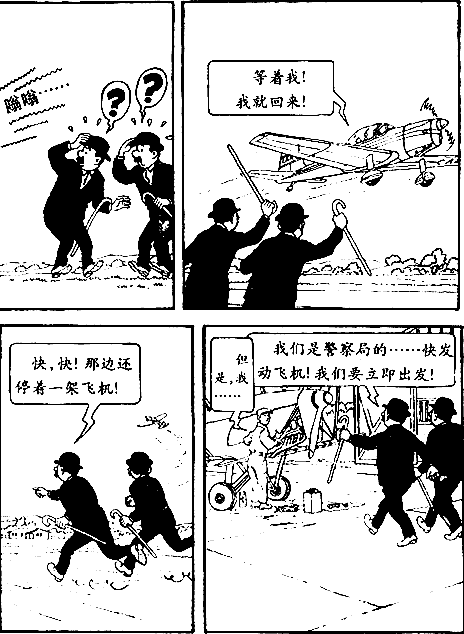 嗡嗡……
?
?
等着我!
我就回来!
快,快!那边还
停着一架飞机!
但
是,我
……
我们是警察局的……快发
动飞机!我们要立即出发!